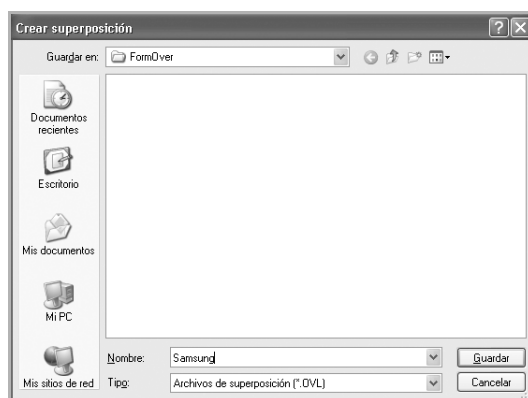 Crear superposición
Guardar en: FormOver
Documentos
recientes
Escritorio
Mis documentos
Mi PC
Mis sitios de red
Nombre: Samsung Guardar
Tipo: Archivos de superposición (*.OVL) Cancelar